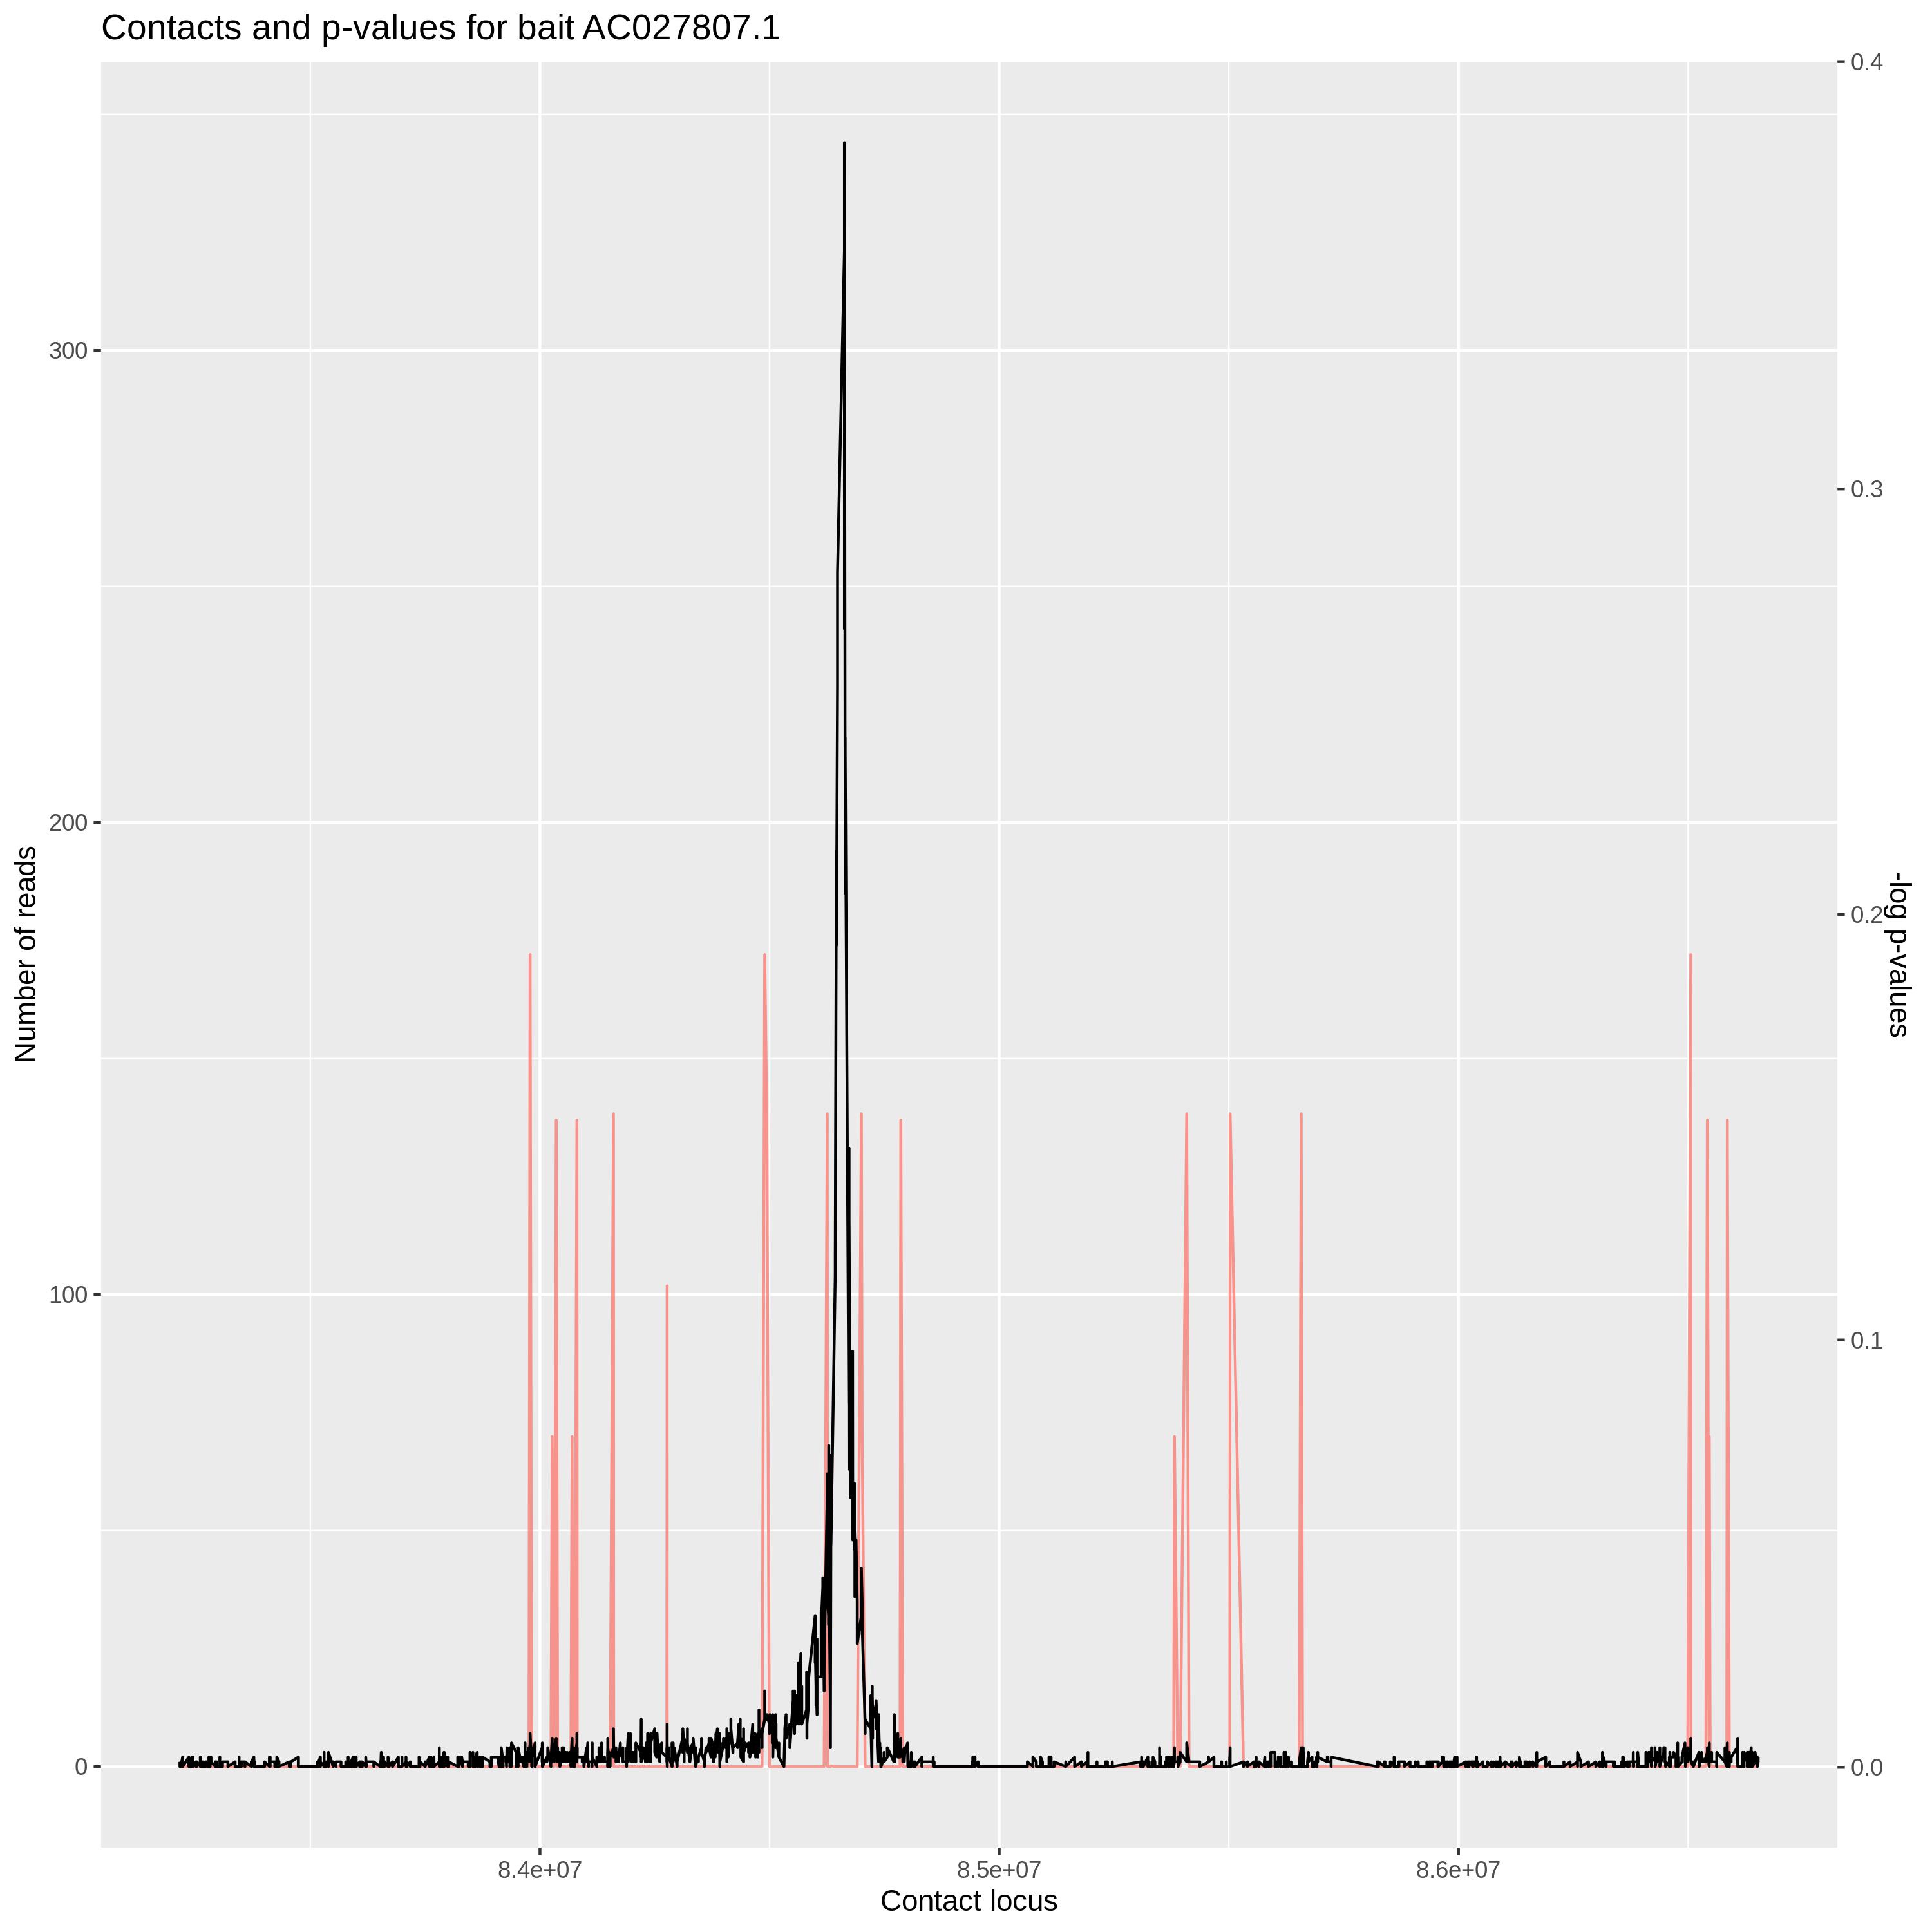 Contacts and p-values for bait AC027807.1
0.4
300
0.3
200
0.2
Number of reads
-log p-values
100
0.1
0
0.0
8.4e+07 8.5e+07 8.6e+07
Contact locus